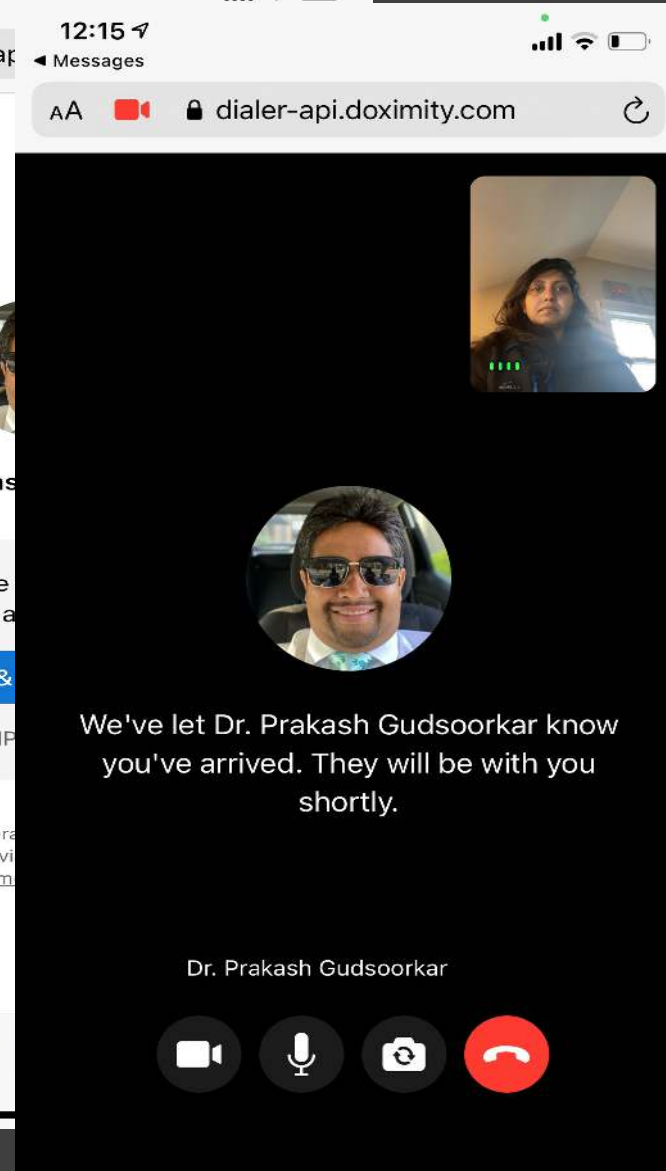 12:15
◀ Messages
AA dialer-api.doximity.com
We've let Dr. Prakash Gudsoorkar know
you've arrived. They will be with you
shortly.
Dr. Prakash Gudsoorkar